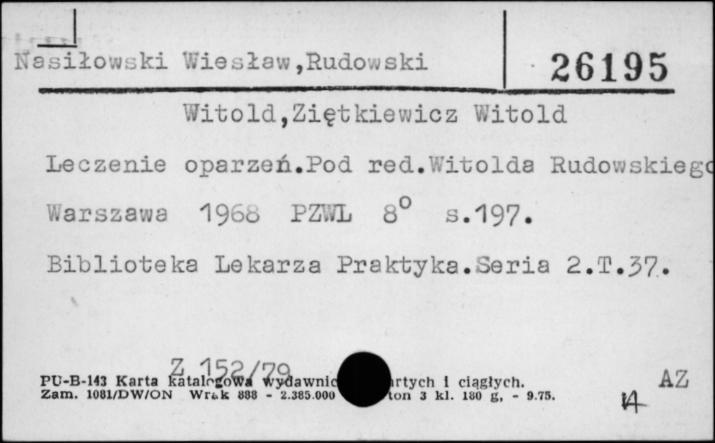 Nasiłowski Wiesław,Rudowski
26195
Witold,Ziętkiewicz Witold
Leczenie oparzeń.Pod red.Witolda Rudowskiego
Warszawa 1968 PZWL 8° s.197.
Biblioteka Lekarza Praktyka.Seria 2.T.37.
Z 152/79
PU-B-143 Karta katalogowa wydawnic rtych i ciągłych.
Zam. 1081/DW/ON Wr&k 888 - 2.385.000 ton 3 kl. 180 g, - 9.75.
AZ